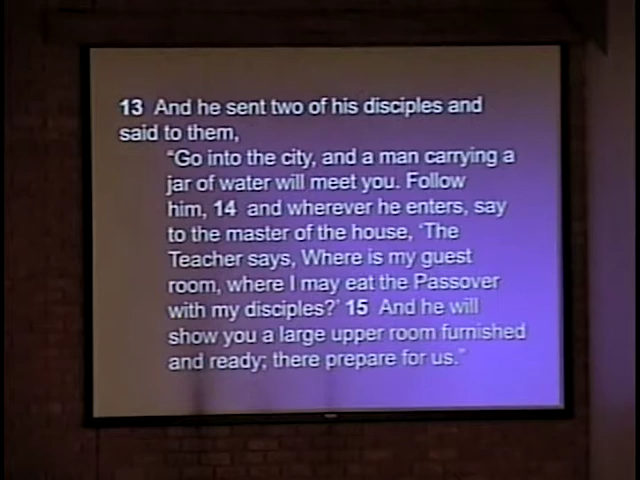 13 And he sent two of his disciples and
said to them,
“Go into the city, and a man carrying a
jar of water will meet you. Follow
him, 14 and wherever he enters, say
to the master of the house, ‘The
Teacher says, Where is my guest
room, where I may eat the Passover
with my disciples?’ 15 And he will
show you a large upper room furnished
and ready; there prepare for us.”